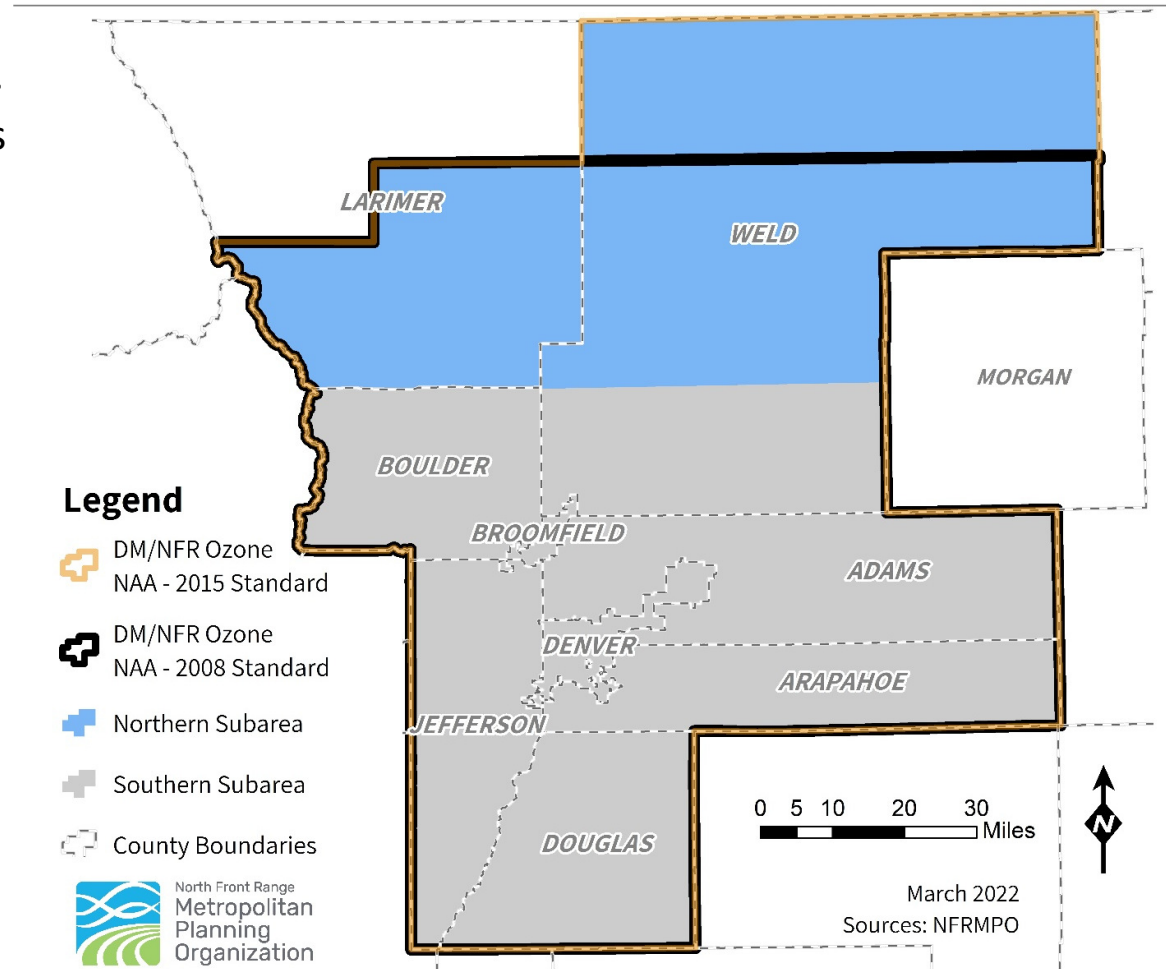 S
LARIMER
WELD
MORGAN
BOULDER
BROOMFIELD
ADAMS
DENVER
ARAPAHOE
JEFFERSON
DOUGLAS
Legend
DM/NFR Ozone
NAA - 2015 Standard
DM/NFR Ozone
NAA - 2008 Standard
Northern Subarea
Southern Subarea
County Boundaries
North Front Range
Metropolitan
Planning
Organization
0 5 10 20 30
Miles
N
March 2022
Sources: NFRMPO